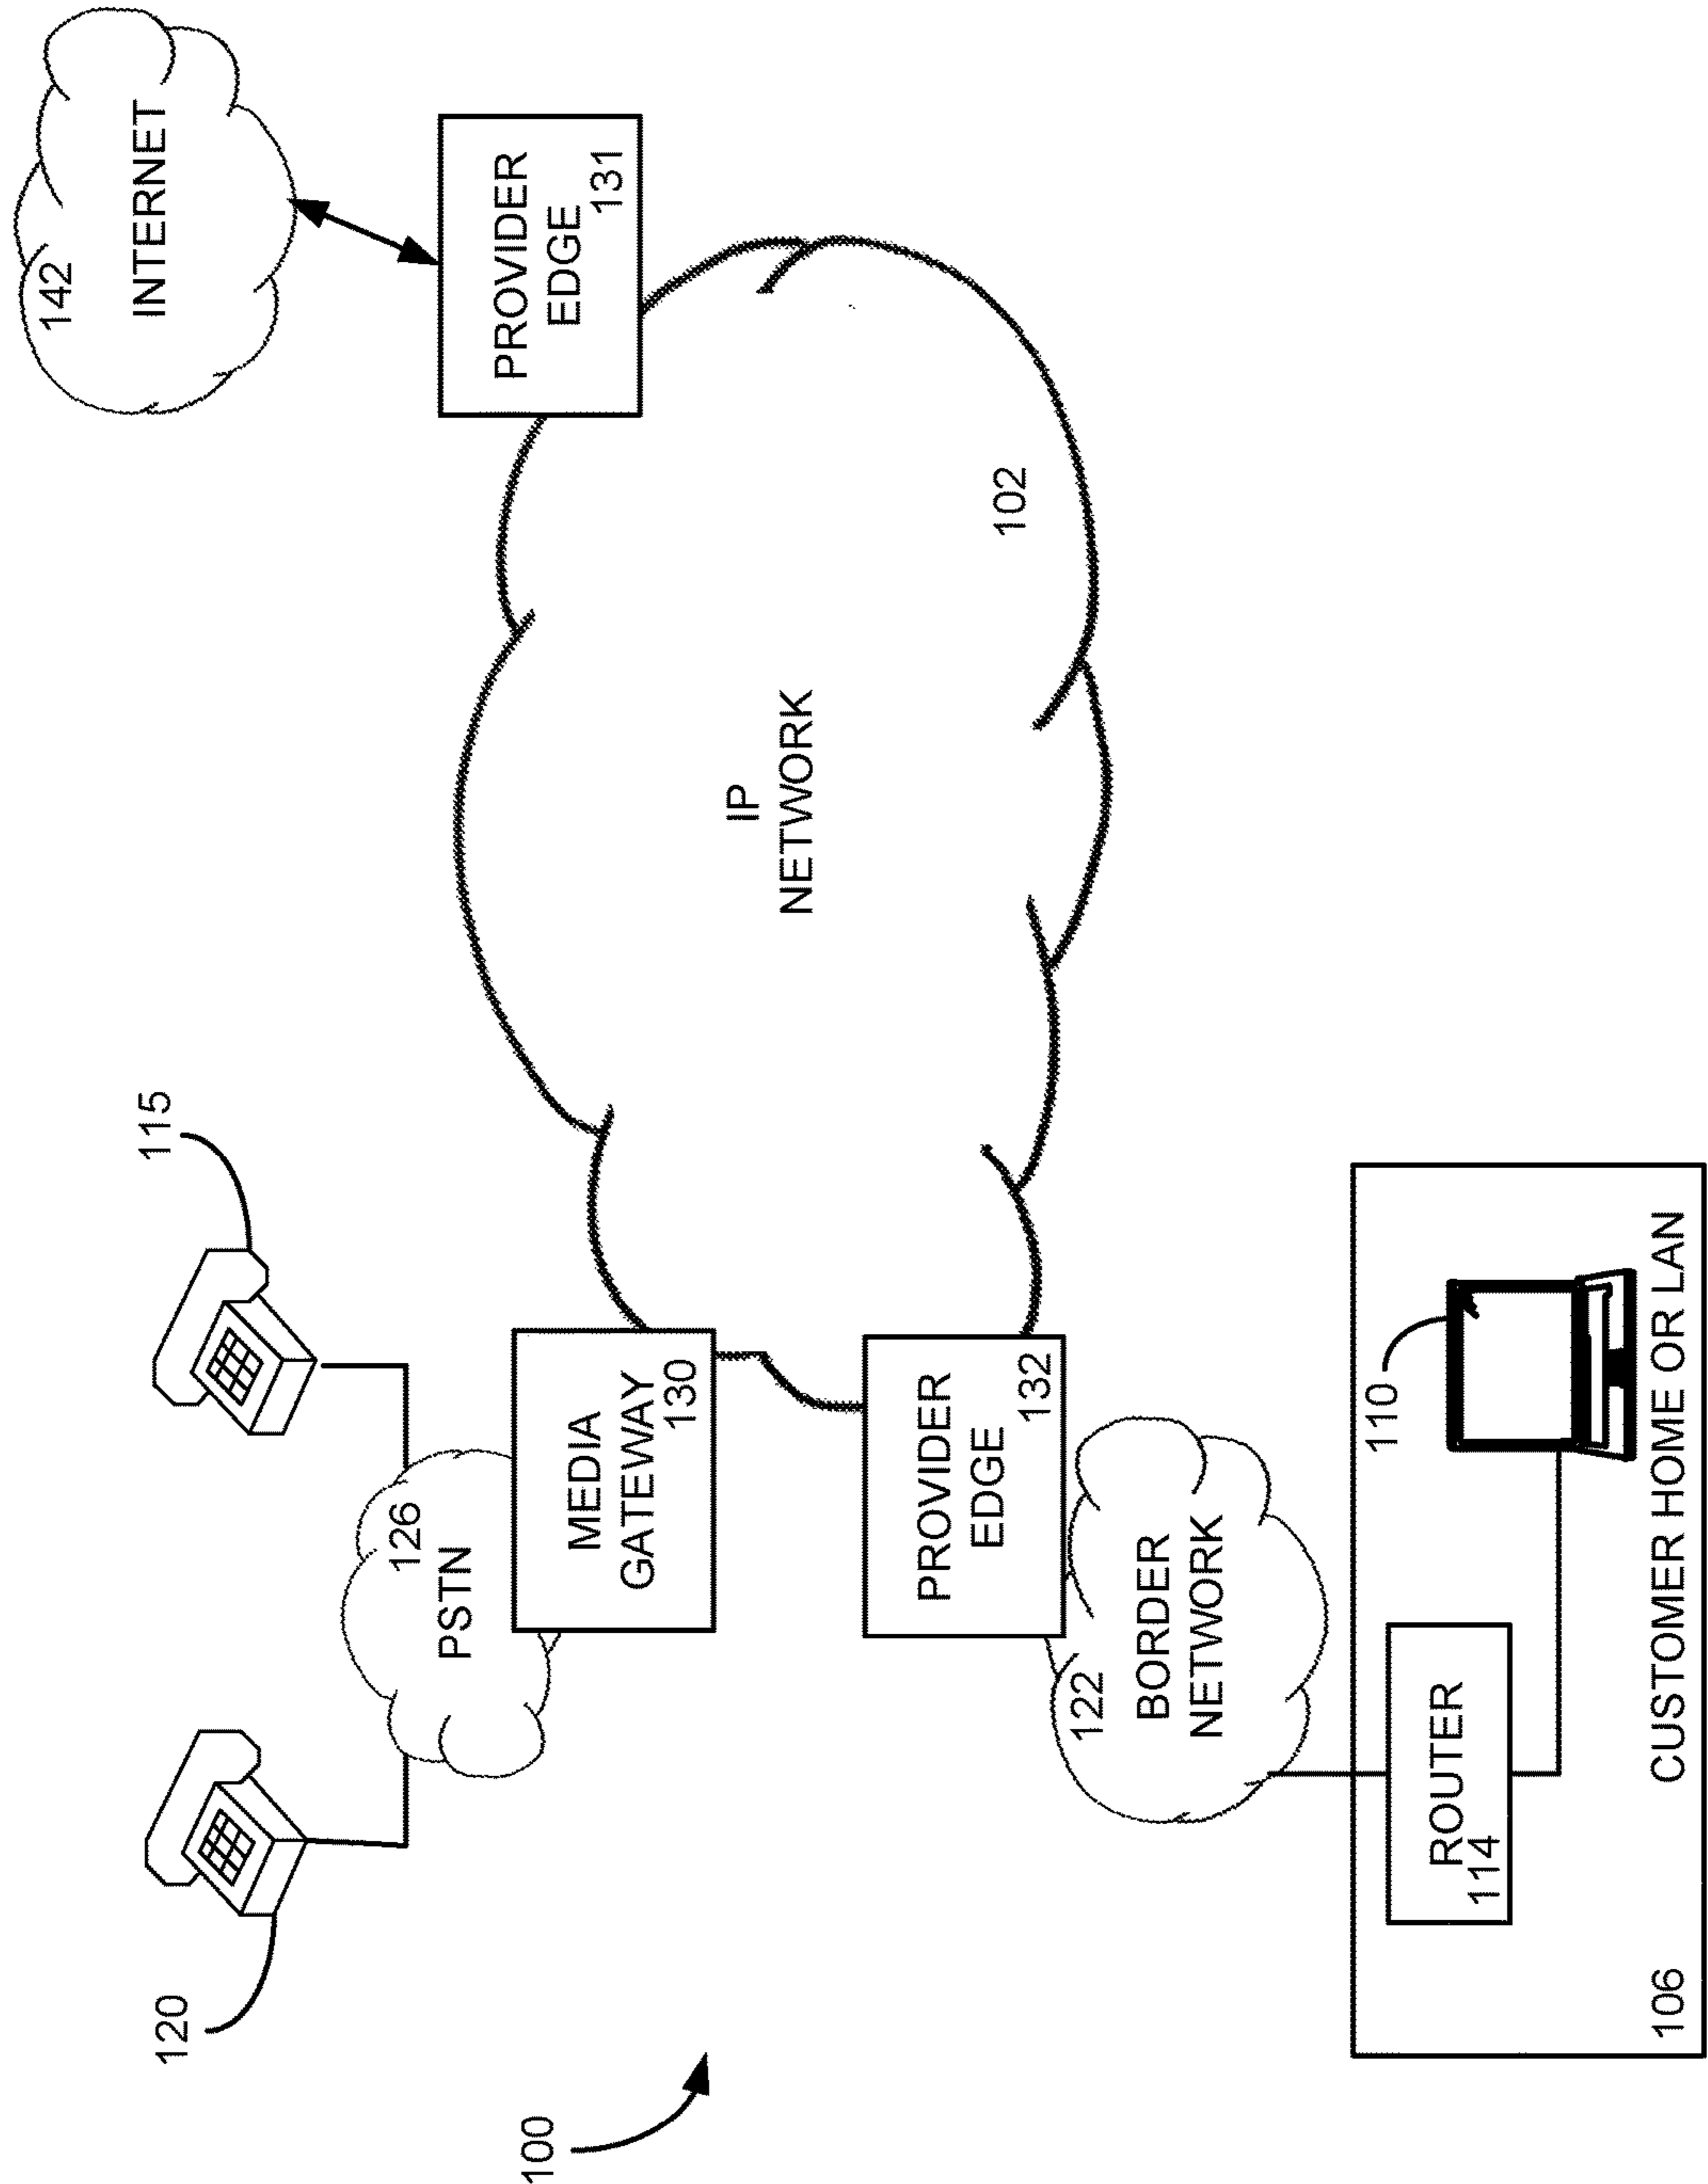 120
115
142
INTERNET
126
PSTN
MEDIA
GATEWAY
130
PROVIDER
EDGE
131
IP
NETWORK
102
100
PROVIDER
EDGE
132
122
BORDER
NETWORK
110
ROUTER
114
106
CUSTOMER HOME OR LAN